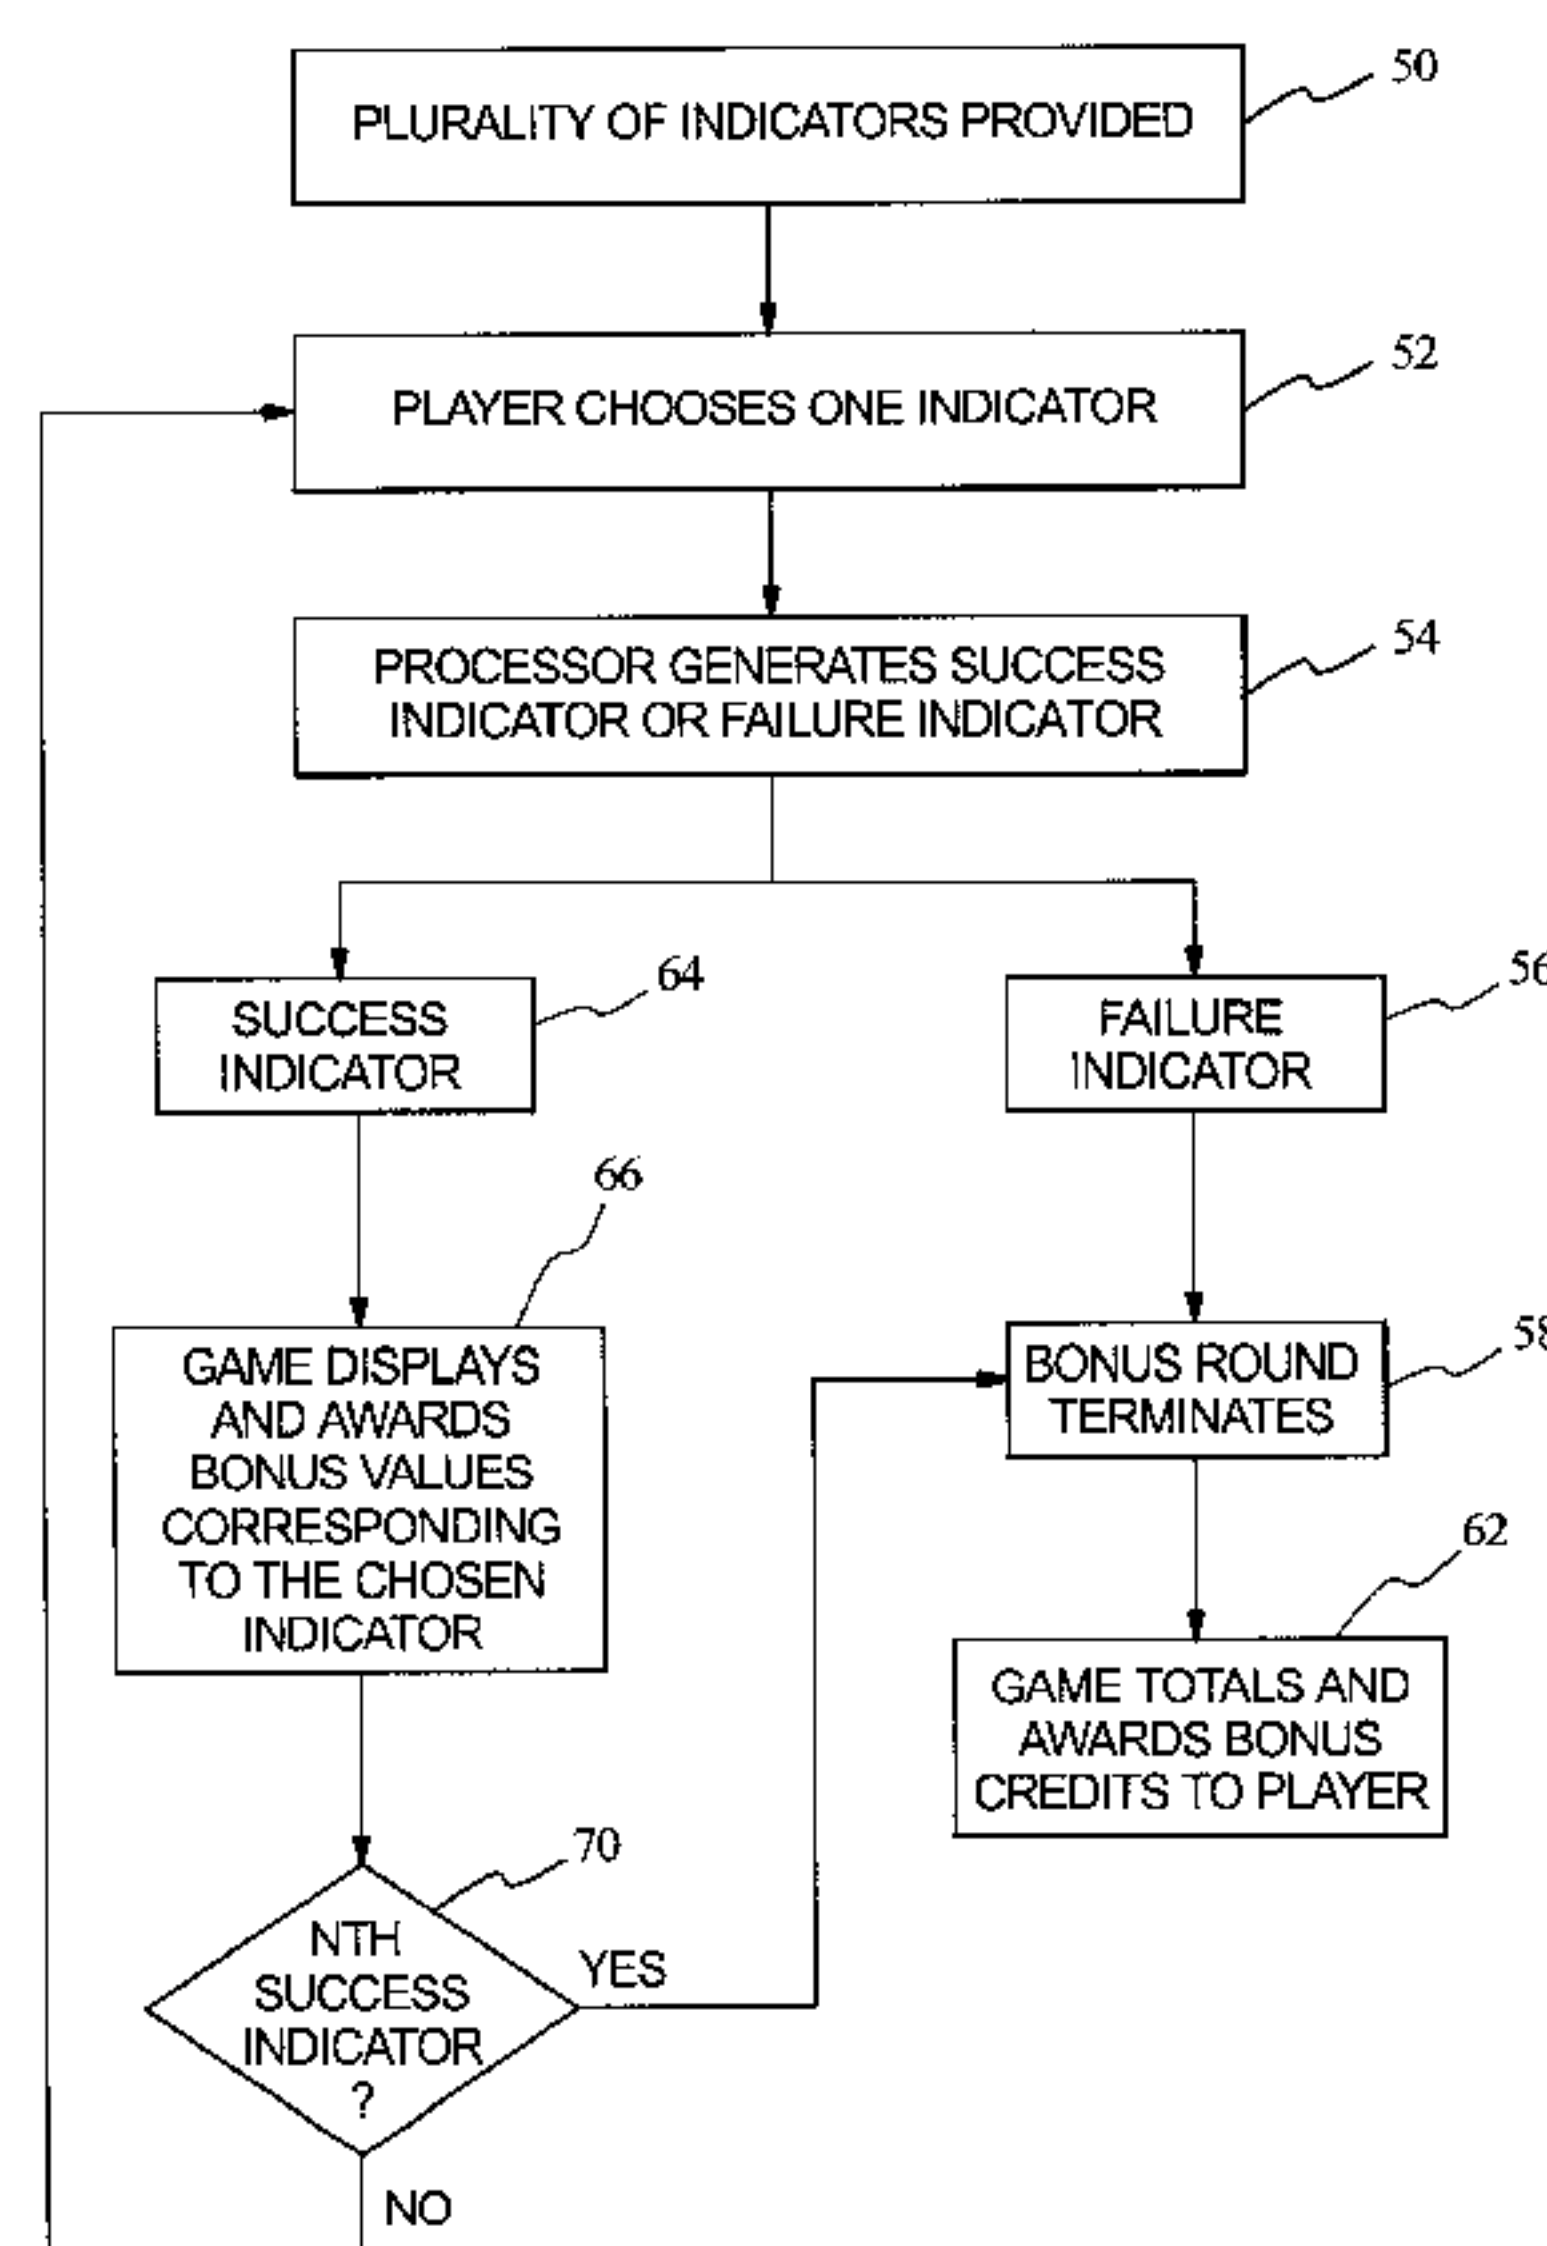 PLURALITY OF INDICATORS PROVIDED
50
PLAYER CHOOSES ONE INDICATOR
52
PROCESSOR GENERATES SUCCESS
INDICATOR OR FAILURE INDICATOR
54
SUCCESS
INDICATOR
64
FAILURE
INDICATOR
56
66
GAME DISPLAYS
AND AWARDS
BONUS VALUES
CORRESPONDING
TO THE CHOSEN
INDICATOR
BONUS ROUND
TERMINATES
58
62
GAME TOTALS AND
AWARDS BONUS
CREDITS TO PLAYER
70
NTH
SUCCESS
INDICATOR
?
YES
NO